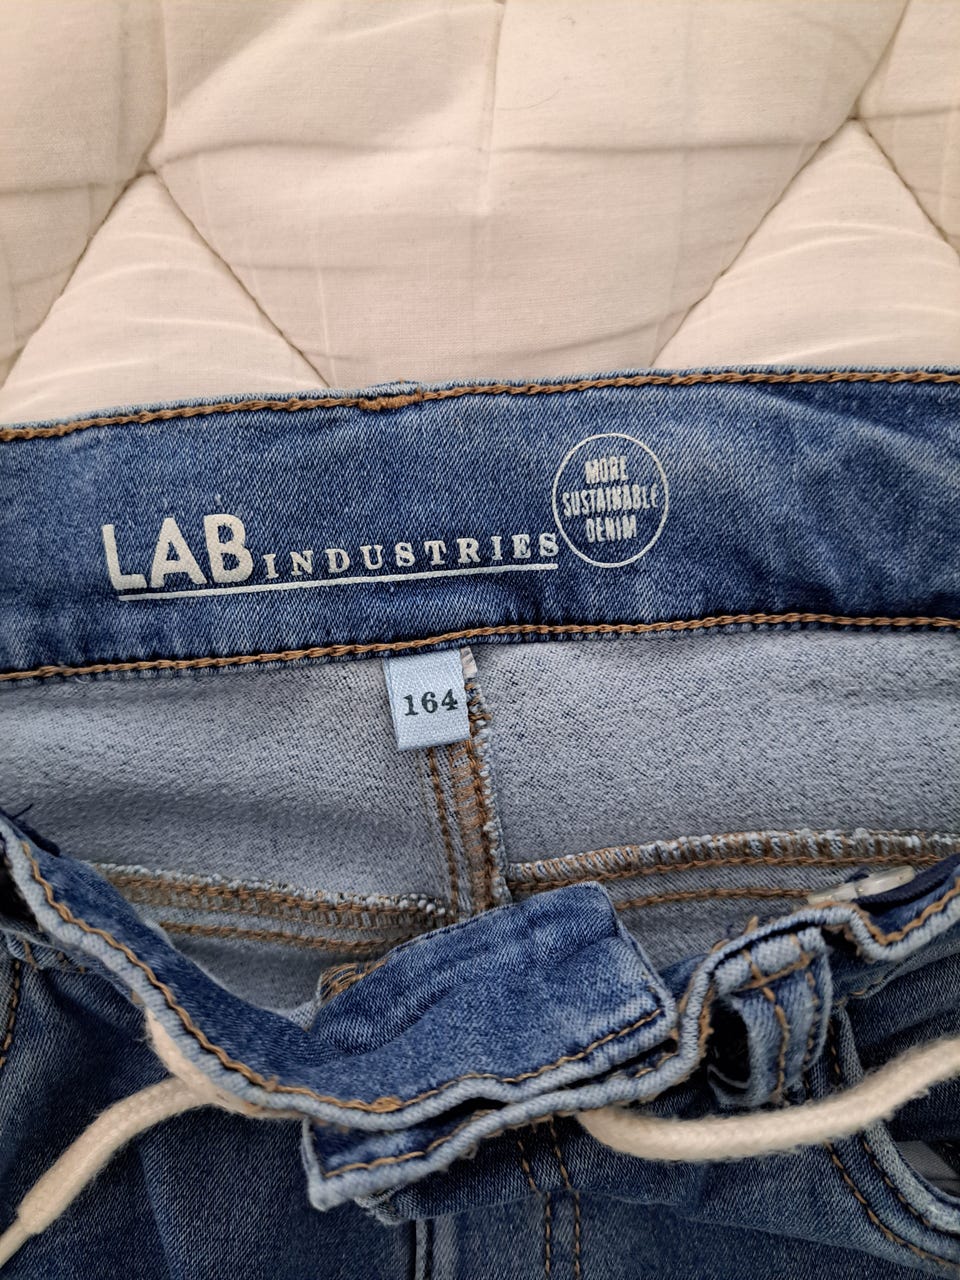 LAB INDUSTRIES
MORE
SUSTAINABLE
DENIM
164